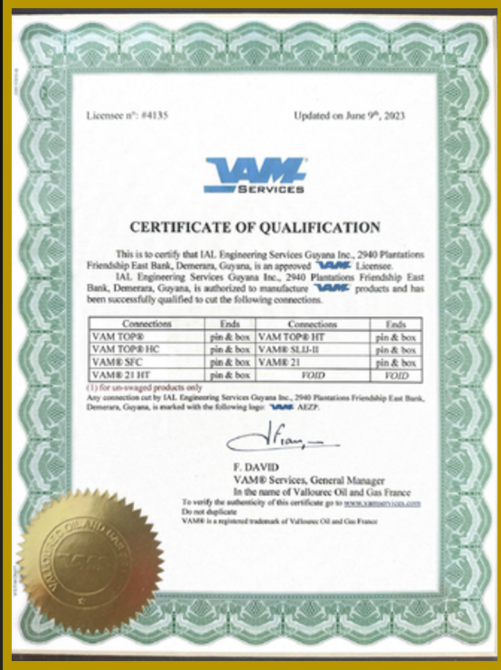 Licensee n°: #4135
Updated on June 9th, 2023
VAM
SERVICES
CERTIFICATE OF QUALIFICATION
This is to certify that IAL Engineering Services Guyana Inc., 2940 Plantations
Friendship East Bank, Demerara, Guyana, is an approved VAM Licensee.
IAL Engineering Services Guyana Inc., 2940 Plantations Friendship East
Bank, Demerara, Guyana, is authorized to manufacture VAM products and has
been successfully qualified to cut the following connections.
Connections Ends Connections Ends
VAM TOP® pin & box VAM TOP® HT pin & box
VAM TOP® HC pin & box VAM® SLIJ-II pin & box
VAM® SFC pin & box VAM® 21 pin & box
VAM® 21 HT pin & box VOID VOID
(1) for un-swaged products only
Any connection cut by IAL Engineering Services Guyana Inc., 2940 Plantations Friendship East Bank,
Demerara, Guyana, is marked with the following logo: VAM AEZP.
F. DAVID
VAM® Services, General Manager
In the name of Vallourec Oil and Gas France
To verify the authenticity of this certificate go to www.vamservices.com
Do not duplicate
VAM® is a registered trademark of Vallourec Oil and Gas France
VALLOUREC OIL AND GAS
VAM